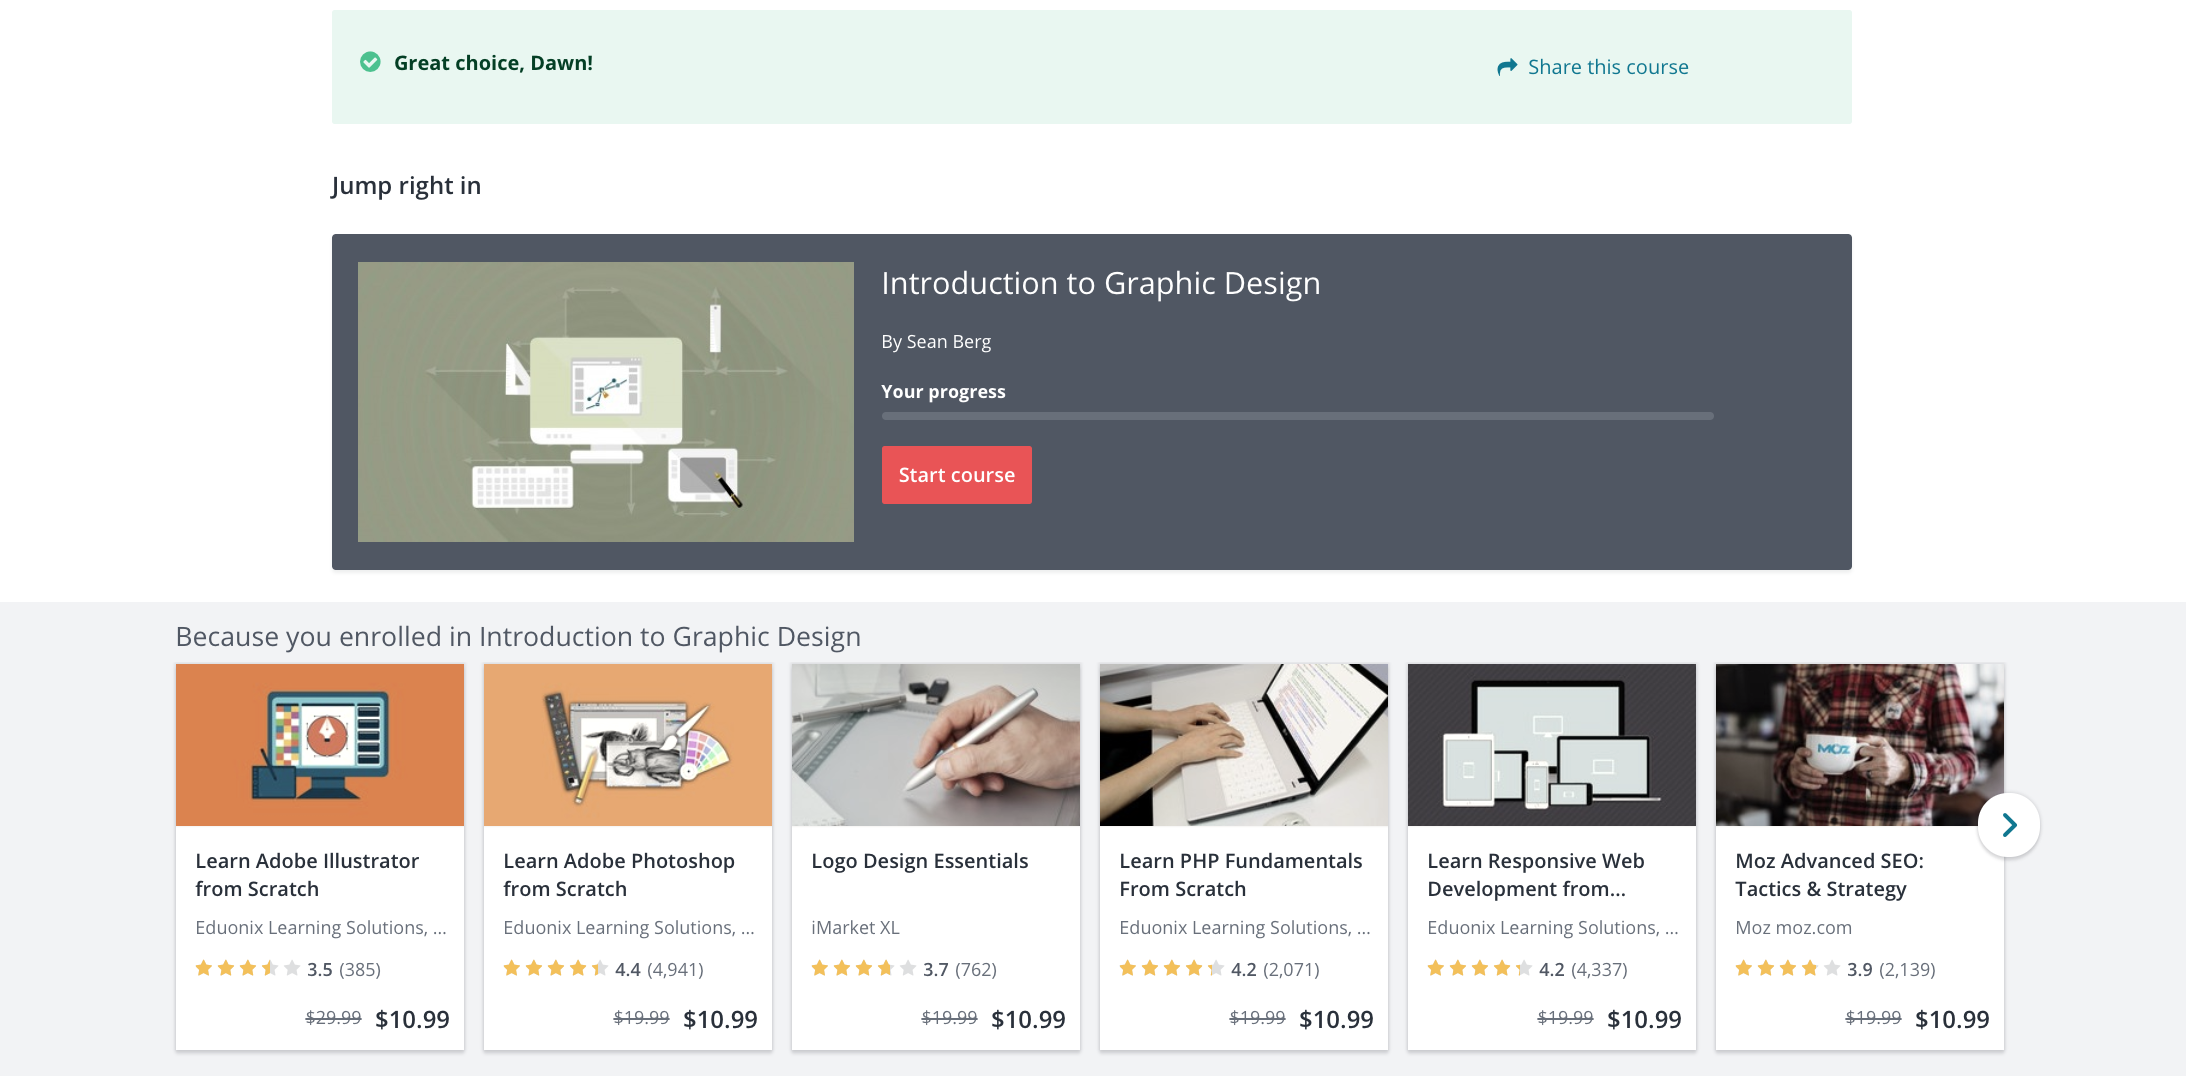 Great choice, Dawn!
Share this course
Jump right in
Introduction to Graphic Design
By Sean Berg
Your progress
Start course
Because you enrolled in Introduction to Graphic Design
MOZ
Learn Adobe Illustrator
from Scratch
Eduonix Learning Solutions, ...
3.5 (385)
$29.99 $10.99
Learn Adobe Photoshop
from Scratch
Eduonix Learning Solutions, ...
4.4 (4,941)
$19.99 $10.99
Logo Design Essentials
iMarket XL
3.7 (762)
$19.99 $10.99
Learn PHP Fundamentals
From Scratch
Eduonix Learning Solutions, ...
4.2 (2,071)
$19.99 $10.99
Learn Responsive Web
Development from...
Eduonix Learning Solutions, ...
4.2 (4,337)
$19.99 $10.99
Moz Advanced SEO:
Tactics & Strategy
Moz moz.com
3.9 (2,139)
$19.99 $10.99